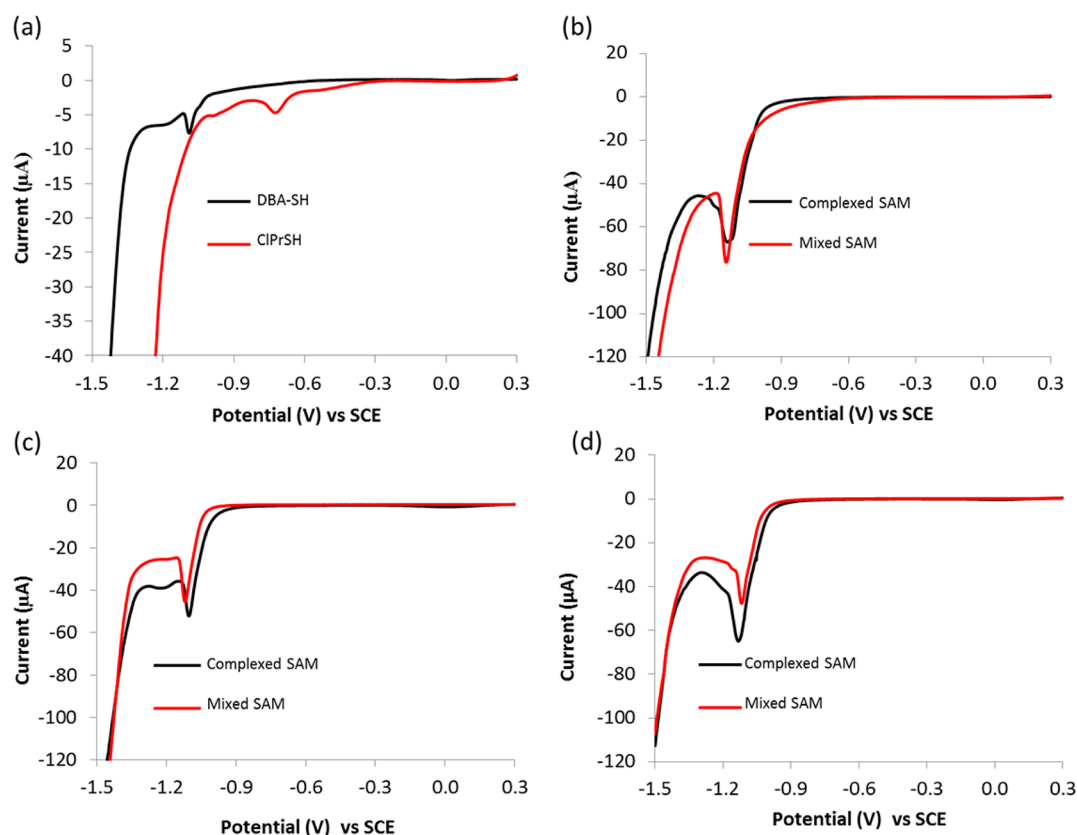 (a)
5
0
-5
-10
-15
-20
-25
-30
-35
-40
Current (μA)
DBA-SH
ClPrSH
-1.5 -1.2 -0.9 -0.6 -0.3 0.0 0.3
Potential (V) vs SCE
(b)
20
0
-20
-40
-60
-80
-100
-120
Current (μA)
Complexed SAM
Mixed SAM
-1.5 -1.2 -0.9 -0.6 -0.3 0.0 0.3
Potential (V) vs SCE
(c)
20
0
-20
-40
-60
-80
-100
-120
Current (μA)
Complexed SAM
Mixed SAM
-1.5 -1.2 -0.9 -0.6 -0.3 0.0 0.3
Potential (V) vs SCE
(d)
20
0
-20
-40
-60
-80
-100
-120
Current (μA)
Complexed SAM
Mixed SAM
-1.5 -1.2 -0.9 -0.6 -0.3 0.0 0.3
Potential (V) vs SCE